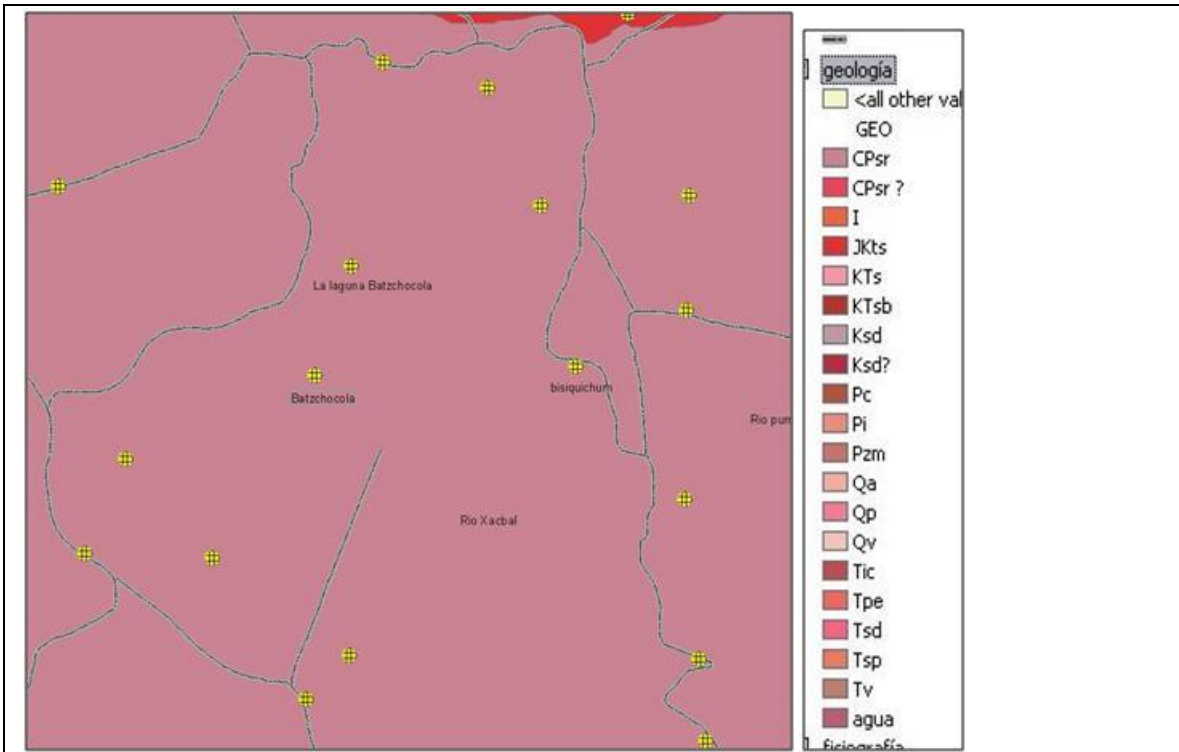 La laguna Batzchocola
Batzchocola
bisiquichum
Rio pun
Rio Xacbal
geología
<all other val
GEO
CPsr
CPsr ?
I
JKts
KTs
KTsb
Ksd
Ksd?
Pc
Pi
Pzm
Qa
Qp
Qv
Tic
Tpe
Tsd
Tsp
Tv
agua
fisiografía